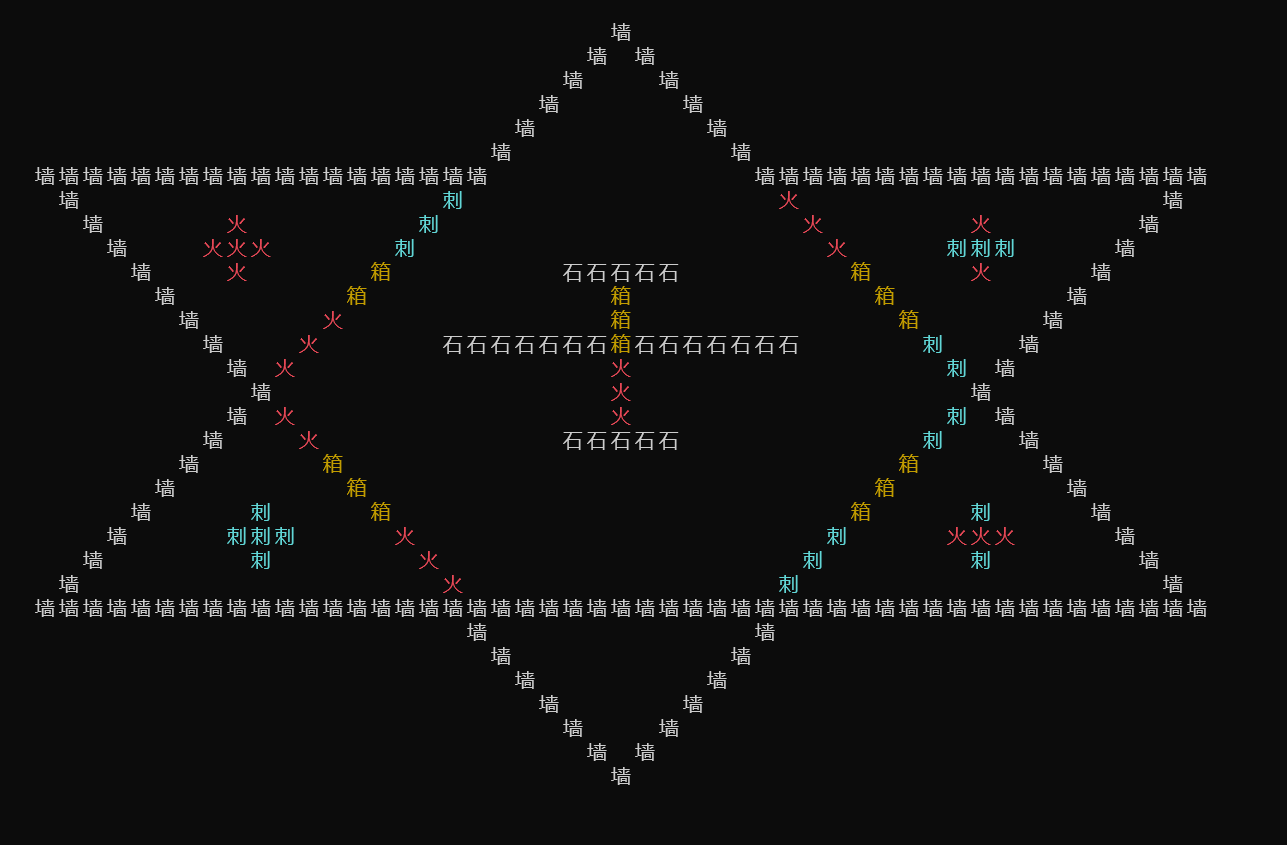 墙
墙 墙
墙 墙
墙 墙
墙 墙
墙 墙
墙墙墙墙墙墙墙墙墙墙墙墙墙墙墙墙墙墙墙 墙墙墙墙墙墙墙墙墙墙墙墙墙墙墙墙墙墙墙
墙 刺 火 墙
墙 火 刺 火 火 墙
墙 火火火 刺 火 刺刺刺 墙
墙 火 箱 石石石石石 箱 火 墙
墙 箱 箱 箱 墙
墙 火 箱 箱 墙
墙 火 石石石石石石石箱石石石石石石石 刺 墙
墙 火 火 刺 墙
墙 火 墙
墙 火 火 刺 墙
墙 火 石石石石石 刺 墙
墙 箱 箱 墙
墙 箱 箱 墙
墙 刺 箱 箱 刺 墙
墙 刺刺刺 火 刺 火火火 墙
墙 刺 火 刺 刺 墙
墙 火 刺 墙
墙墙墙墙墙墙墙墙墙墙墙墙墙墙墙墙墙墙墙墙墙墙墙墙墙墙墙墙墙墙墙墙墙墙墙墙墙墙墙墙墙墙墙墙墙墙墙墙墙
墙 墙
墙 墙
墙 墙
墙 墙
墙 墙
墙 墙
墙